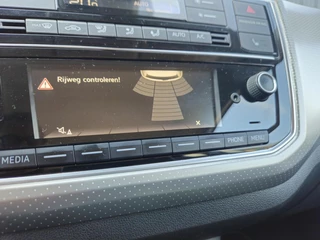 AUTO
Rijweg controleren!
MEDIA
PHONE
MENU